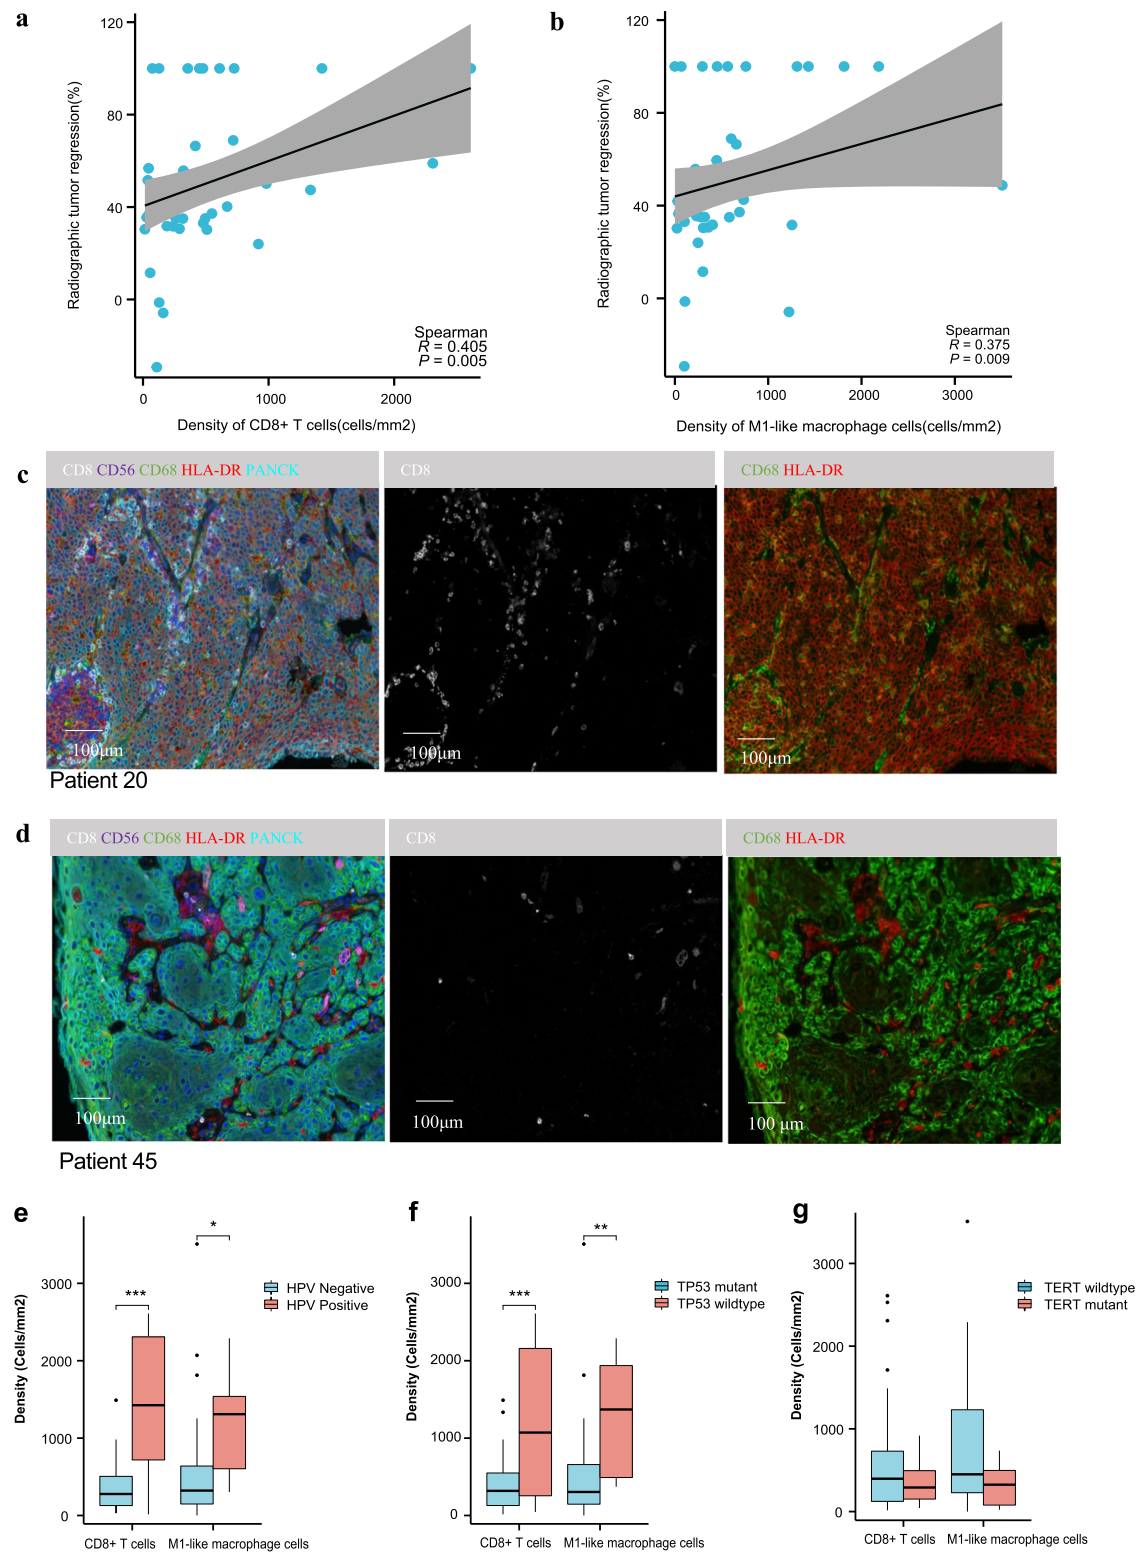 a
Radiographic tumor regression(%)
120
80
40
0
Spearman
R = 0.405
P = 0.005
0 1000 2000
Density of CD8+ T cells(cells/mm2)
b
Radiographic tumor regression(%)
120
80
40
0
Spearman
R = 0.375
P = 0.009
0 1000 2000 3000
Density of M1-like macrophage cells(cells/mm2)
c
CD8 CD56 CD68 HLA-DR PANCK
CD8
CD68 HLA-DR
100μm
100μm
100μm
Patient 20
d
CD8 CD56 CD68 HLA-DR PANCK
CD8
CD68 HLA-DR
100μm
100μm
100 μm
Patient 45
e
Density (Cells/mm2)
3000
2000
1000
0
***
*
HPV Negative
HPV Positive
CD8+ T cells M1-like macrophage cells
f
Density (Cells/mm2)
3000
2000
1000
0
***
**
TP53 mutant
TP53 wildtype
CD8+ T cells M1-like macrophage cells
g
Density (Cells/mm2)
3000
2000
1000
0
TERT wildtype
TERT mutant
CD8+ T cells M1-like macrophage cells